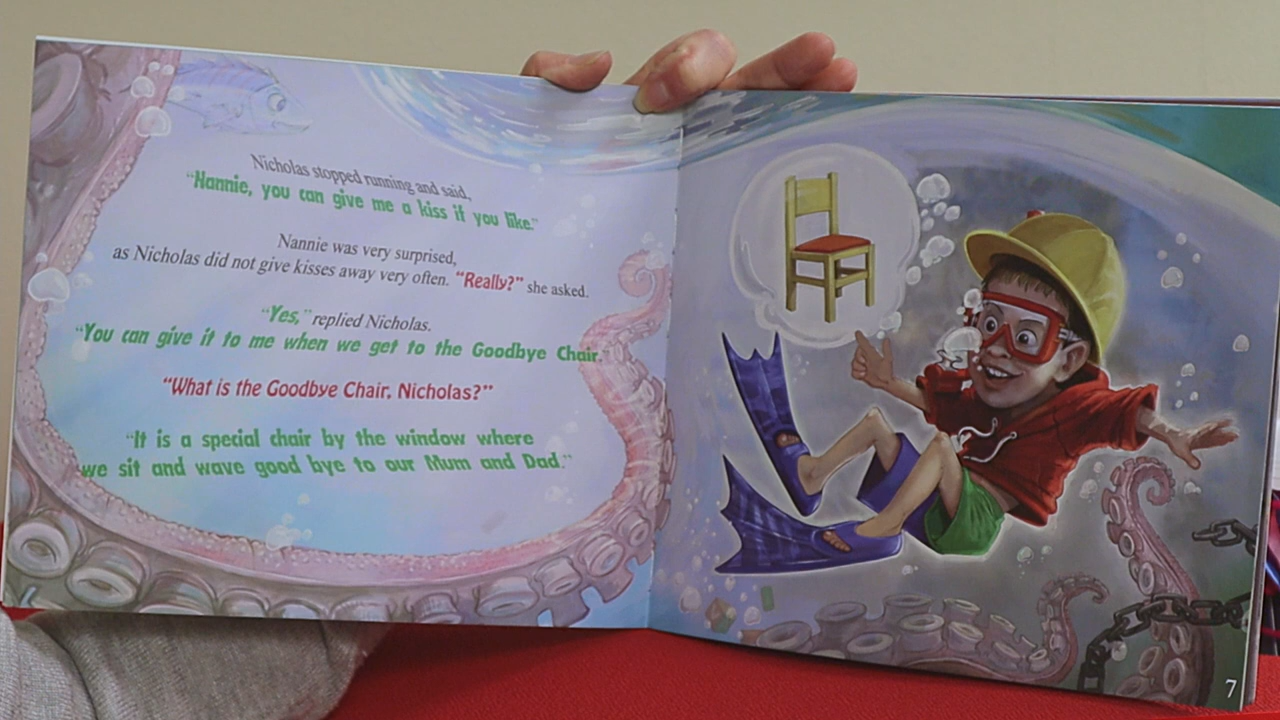 Nicholas stopped running and said,
"Nannie, you can give me a kiss if you like."
Nannie was very surprised,
as Nicholas did not give kisses away very often. "Really?" she asked.
"Yes," replied Nicholas.
"You can give it to me when we get to the Goodbye Chair."
"What is the Goodbye Chair, Nicholas?"
"It is a special chair by the window where
we sit and wave good bye to our Mum and Dad."
7